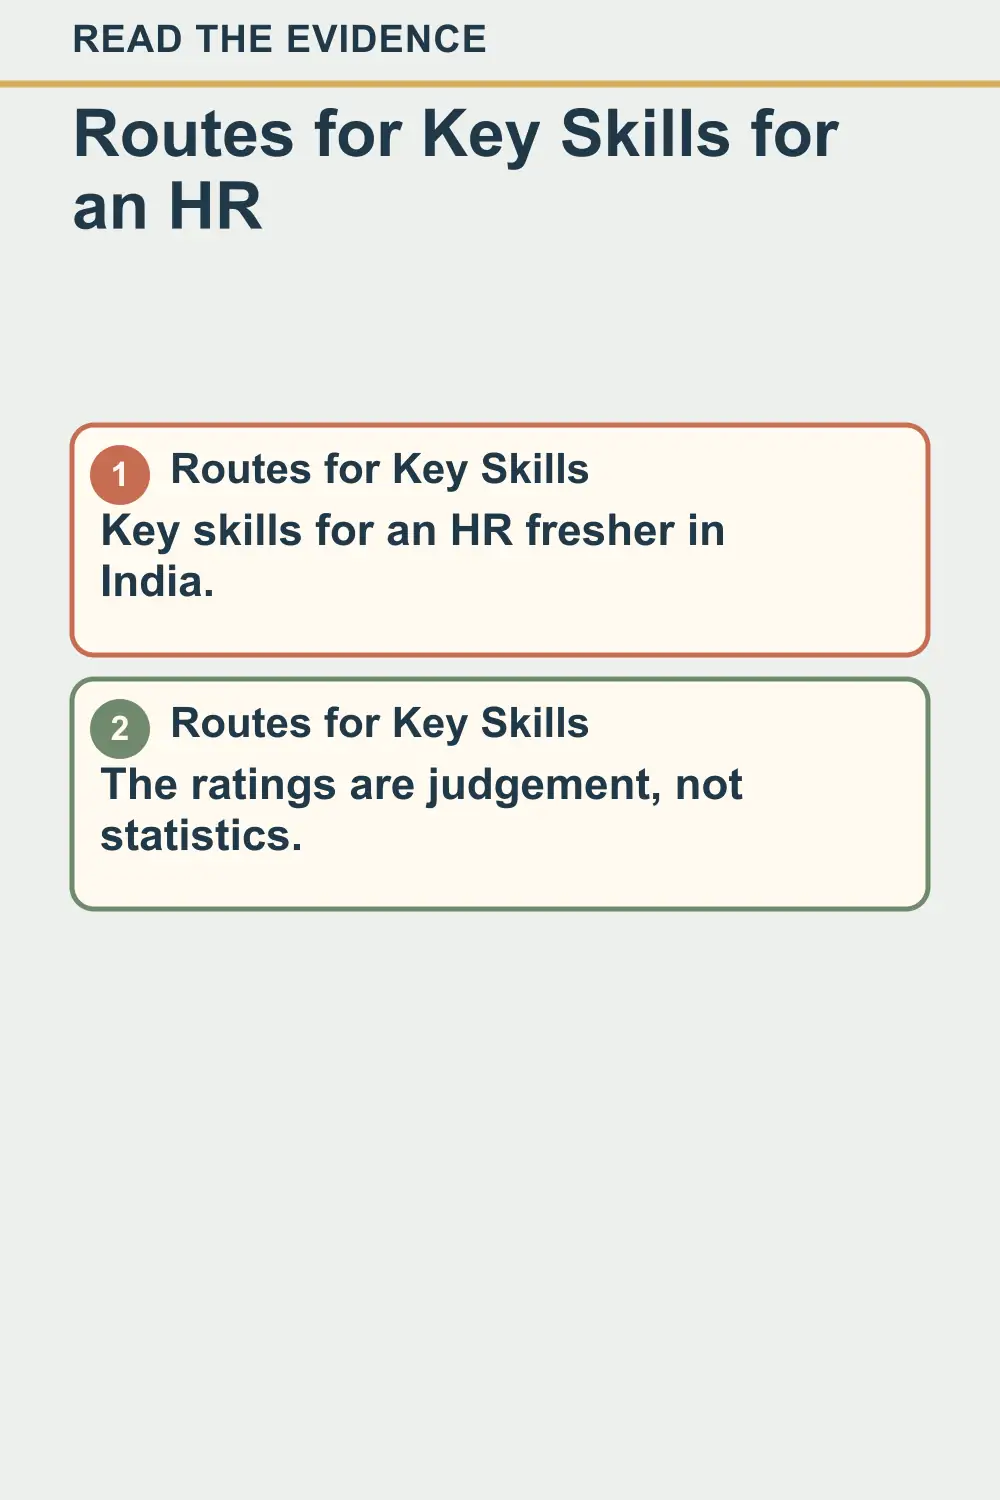 READ THE EVIDENCE
Routes for Key Skills for
an HR
1 Routes for Key Skills
Key skills for an HR fresher in
India.
2 Routes for Key Skills
The ratings are judgement, not
statistics.